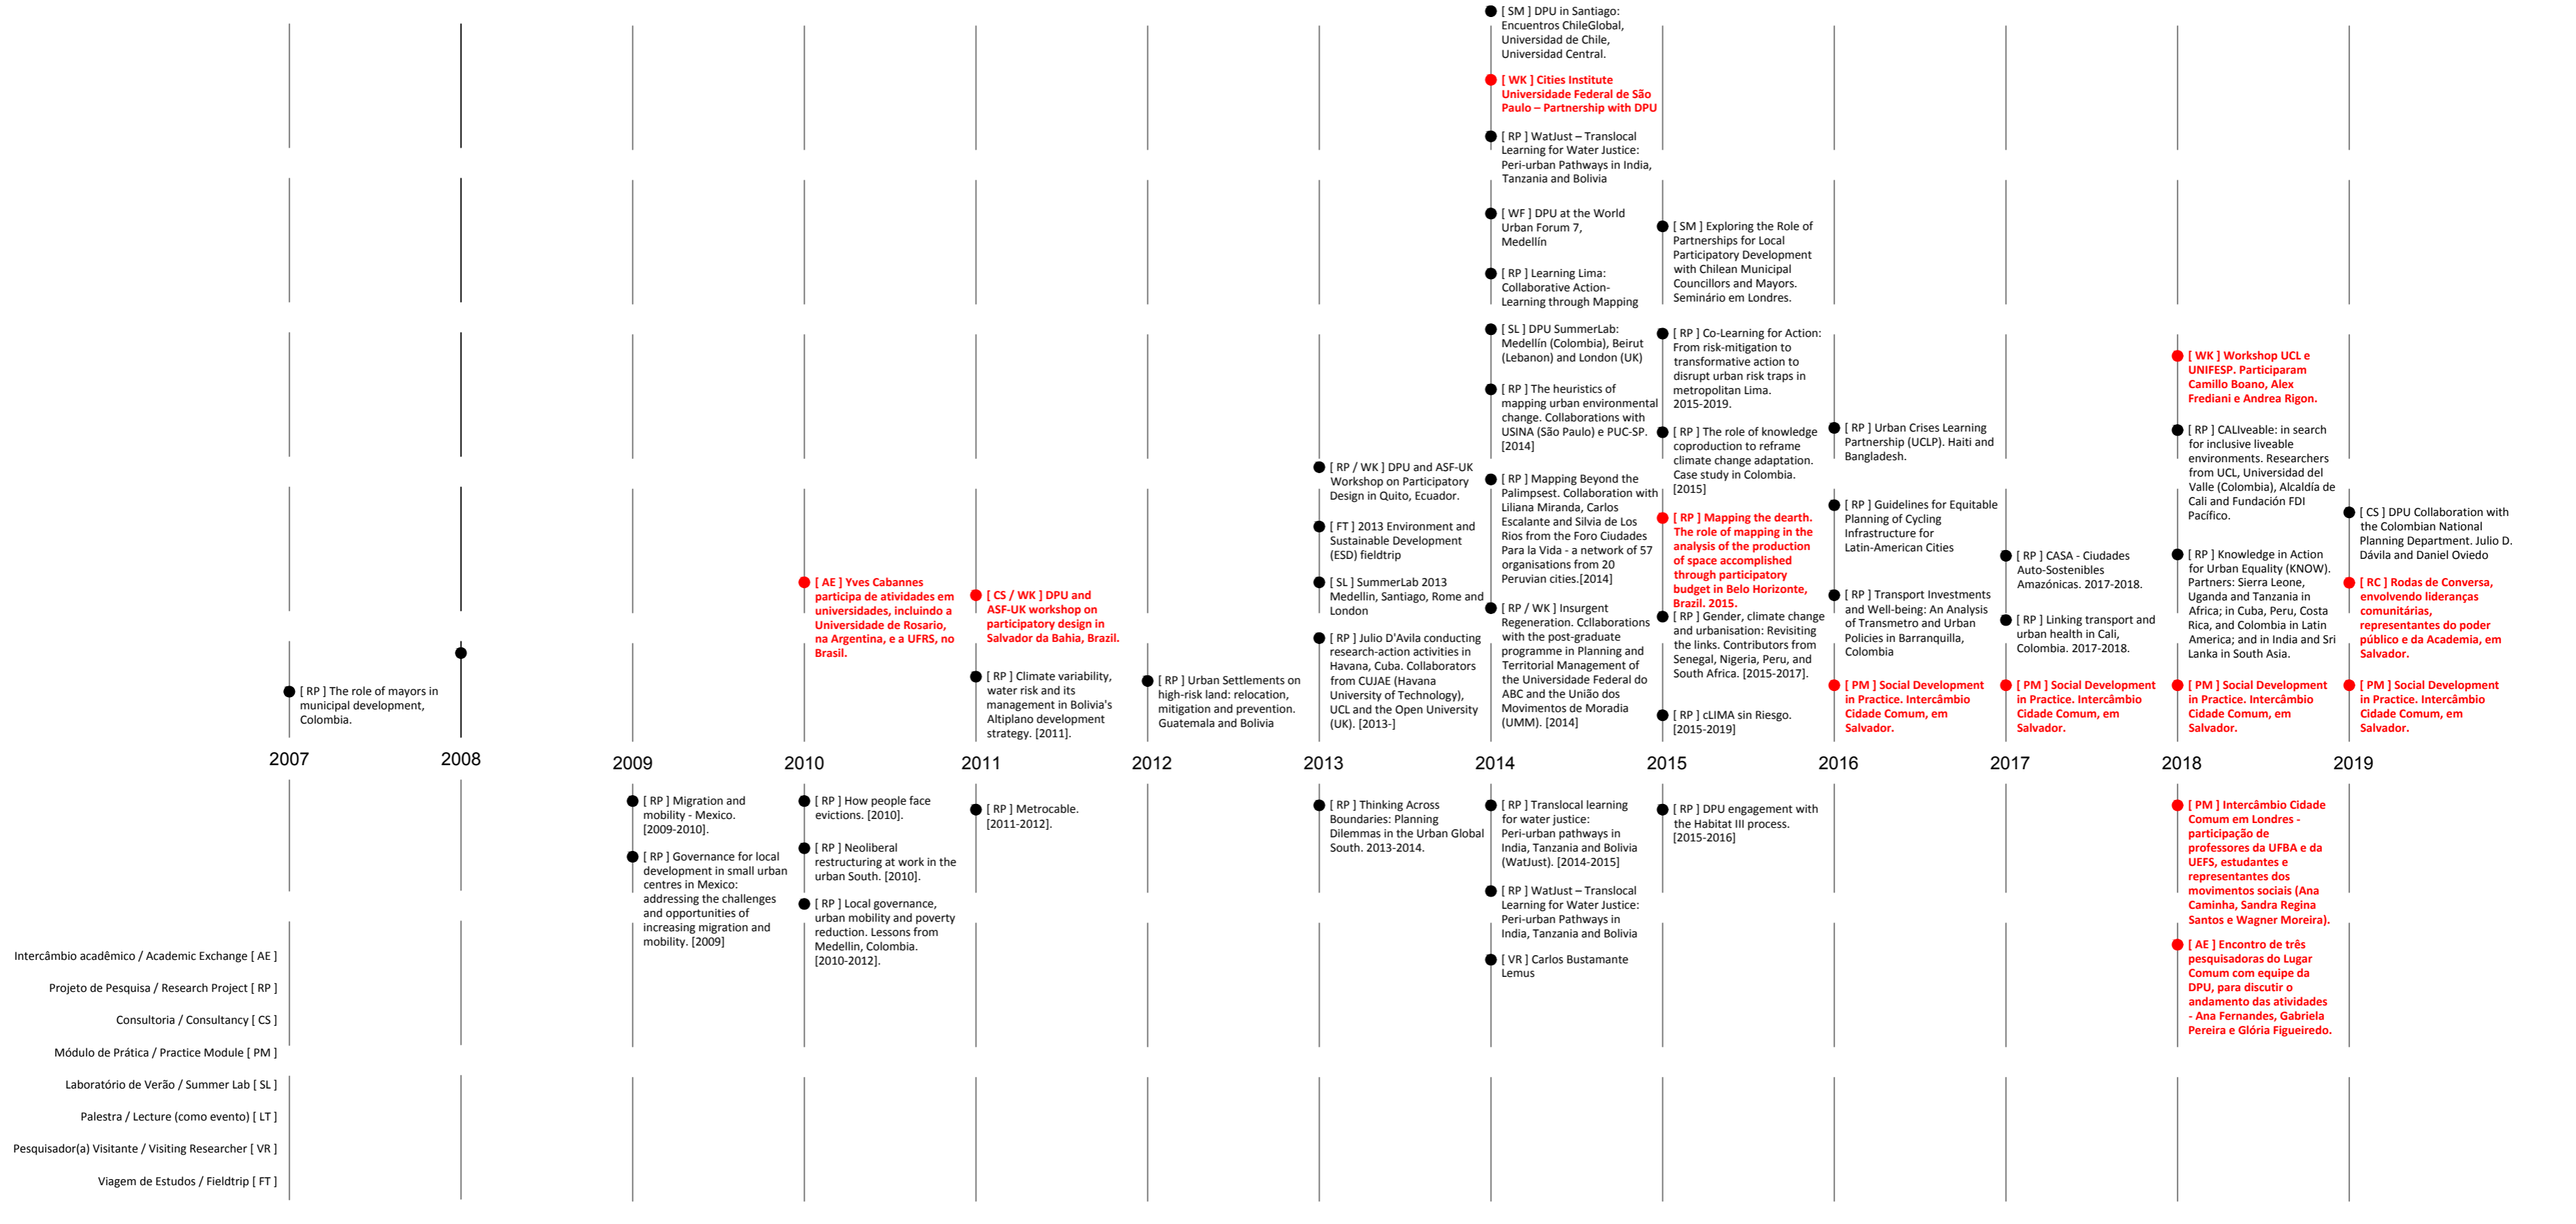 [ RP ] The role of mayors in
municipal development,
Colombia.
[ AE ] Yves Cabannes
participa de atividades em
universidades, incluindo a
Universidade de Rosario,
na Argentina, e a UFRS, no
Brasil.
[ CS / WK ] DPU and
ASF-UK workshop on
participatory design in
Salvador da Bahia, Brazil.
[ RP ] Climate variability,
water risk and its
management in Bolivia's
Altiplano development
strategy. [2011].
[ RP ] Urban Settlements on
high-risk land: relocation,
mitigation and prevention.
Guatemala and Bolivia
[ RP / WK ] DPU and ASF-UK
Workshop on Participatory
Design in Quito, Ecuador.
[ FT ] 2013 Environment and
Sustainable Development
(ESD) fieldtrip
[ SL ] SummerLab 2013
Medellin, Santiago, Rome and
London
[ RP ] Julio D'Avila conducting
research-action activities in
Havana, Cuba. Collaborators
from CUJAE (Havana
University of Technology),
UCL and the Open University
(UK). [2013-]
[ SM ] DPU in Santiago:
Encuentros ChileGlobal,
Universidad de Chile,
Universidad Central.
[ WK ] Cities Institute
Universidade Federal de São
Paulo – Partnership with DPU
[ RP ] WatJust – Translocal
Learning for Water Justice:
Peri-urban Pathways in India,
Tanzania and Bolivia
[ WF ] DPU at the World
Urban Forum 7,
Medellín
[ RP ] Learning Lima:
Collaborative Action-
Learning through Mapping
[ SL ] DPU SummerLab:
Medellín (Colombia), Beirut
(Lebanon) and London (UK)
[ RP ] The heuristics of
mapping urban environmental
change. Collaborations with
USINA (São Paulo) e PUC-SP.
[2014]
[ RP ] Mapping Beyond the
Palimpsest. Collaboration with
Liliana Miranda, Carlos
Escalante and Silvia de Los
Rios from the Foro Ciudades
Para la Vida - a network of 57
organisations from 20
Peruvian cities.[2014]
[ RP / WK ] Insurgent
Regeneration. Ccllaborations
with the post-graduate
programme in Planning and
Territorial Management of
the Universidade Federal do
ABC and the União dos
Movimentos de Moradia
(UMM). [2014]
[ SM ] Exploring the Role of
Partnerships for Local
Participatory Development
with Chilean Municipal
Councillors and Mayors.
Seminário em Londres.
[ RP ] Co-Learning for Action:
From risk-mitigation to
transformative action to
disrupt urban risk traps in
metropolitan Lima.
2015-2019.
[ RP ] The role of knowledge
coproduction to reframe
climate change adaptation.
Case study in Colombia.
[2015]
[ RP ] Mapping the dearth.
The role of mapping in the
analysis of the production
of space accomplished
through participatory
budget in Belo Horizonte,
Brazil. 2015.
[ RP ] Gender, climate change
and urbanisation: Revisiting
the links. Contributors from
Senegal, Nigeria, Peru, and
South Africa. [2015-2017].
[ RP ] cLIMA sin Riesgo.
[2015-2019]
[ RP ] Urban Crises Learning
Partnership (UCLP). Haiti and
Bangladesh.
[ RP ] Guidelines for Equitable
Planning of Cycling
Infrastructure for
Latin-American Cities
[ RP ] Transport Investments
and Well-being: An Analysis
of Transmetro and Urban
Policies in Barranquilla,
Colombia
[ PM ] Social Development
in Practice. Intercâmbio
Cidade Comum, em
Salvador.
[ RP ] CASA - Ciudades
Auto-Sostenibles
Amazónicas. 2017-2018.
[ RP ] Linking transport and
urban health in Cali,
Colombia. 2017-2018.
[ PM ] Social Development
in Practice. Intercâmbio
Cidade Comum, em
Salvador.
[ WK ] Workshop UCL e
UNIFESP. Participaram
Camillo Boano, Alex
Frediani e Andrea Rigon.
[ RP ] CALIveable: in search
for inclusive liveable
environments. Researchers
from UCL, Universidad del
Valle (Colombia), Alcaldía de
Cali and Fundación FDI
Pacífico.
[ RP ] Knowledge in Action
for Urban Equality (KNOW).
Partners: Sierra Leone,
Uganda and Tanzania in
Africa; in Cuba, Peru, Costa
Rica, and Colombia in Latin
America; and in India and Sri
Lanka in South Asia.
[ PM ] Social Development
in Practice. Intercâmbio
Cidade Comum, em
Salvador.
[ CS ] DPU Collaboration with
the Colombian National
Planning Department. Julio D.
Dávila and Daniel Oviedo
[ RC ] Rodas de Conversa,
envolvendo lideranças
comunitárias,
representantes do poder
público e da Academia, em
Salvador.
[ PM ] Social Development
in Practice. Intercâmbio
Cidade Comum, em
Salvador.
2007
2008
2009
2010
2011
2012
2013
2014
2015
2016
2017
2018
2019
[ RP ] Migration and
mobility - Mexico.
[2009-2010].
[ RP ] Governance for local
development in small urban
centres in Mexico:
addressing the challenges
and opportunities of
increasing migration and
mobility. [2009]
[ RP ] How people face
evictions. [2010].
[ RP ] Neoliberal
restructuring at work in the
urban South. [2010].
[ RP ] Local governance,
urban mobility and poverty
reduction. Lessons from
Medellin, Colombia.
[2010-2012].
[ RP ] Metrocable.
[2011-2012].
[ RP ] Thinking Across
Boundaries: Planning
Dilemmas in the Urban Global
South. 2013-2014.
[ RP ] Translocal learning
for water justice:
Peri-urban pathways in
India, Tanzania and Bolivia
(WatJust). [2014-2015]
[ RP ] WatJust – Translocal
Learning for Water Justice:
Peri-urban Pathways in
India, Tanzania and Bolivia
[ VR ] Carlos Bustamante
Lemus
[ RP ] DPU engagement with
the Habitat III process.
[2015-2016]
[ PM ] Intercâmbio Cidade
Comum em Londres -
participação de
professores da UFBA e da
UEFS, estudantes e
representantes dos
movimentos sociais (Ana
Caminha, Sandra Regina
Santos e Wagner Moreira).
[ AE ] Encontro de três
pesquisadoras do Lugar
Comum com equipe da
DPU, para discutir o
andamento das atividades
- Ana Fernandes, Gabriela
Pereira e Glória Figueiredo.
Intercâmbio acadêmico / Academic Exchange [ AE ]
Projeto de Pesquisa / Research Project [ RP ]
Consultoria / Consultancy [ CS ]
Módulo de Prática / Practice Module [ PM ]
Laboratório de Verão / Summer Lab [ SL ]
Palestra / Lecture (como evento) [ LT ]
Pesquisador(a) Visitante / Visiting Researcher [ VR ]
Viagem de Estudos / Fieldtrip [ FT ]